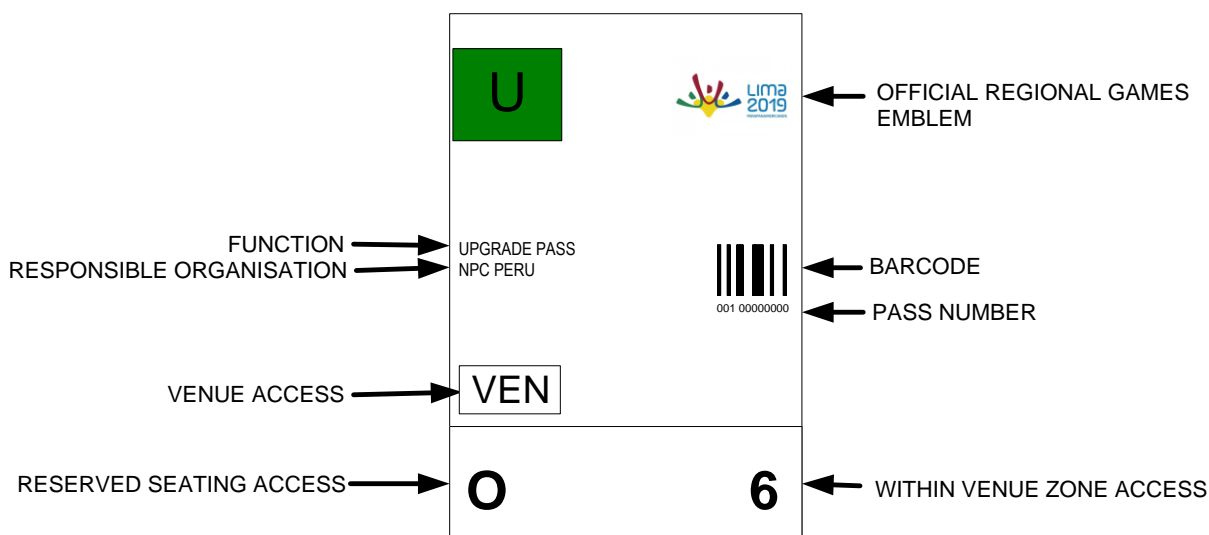 U
LIMA
2019
OFFICIAL REGIONAL GAMES
EMBLEM
FUNCTION
UPGRADE PASS
RESPONSIBLE ORGANISATION
NPC PERU
BARCODE
001 00000000
PASS NUMBER
VENUE ACCESS
VEN
RESERVED SEATING ACCESS
O
6
WITHIN VENUE ZONE ACCESS